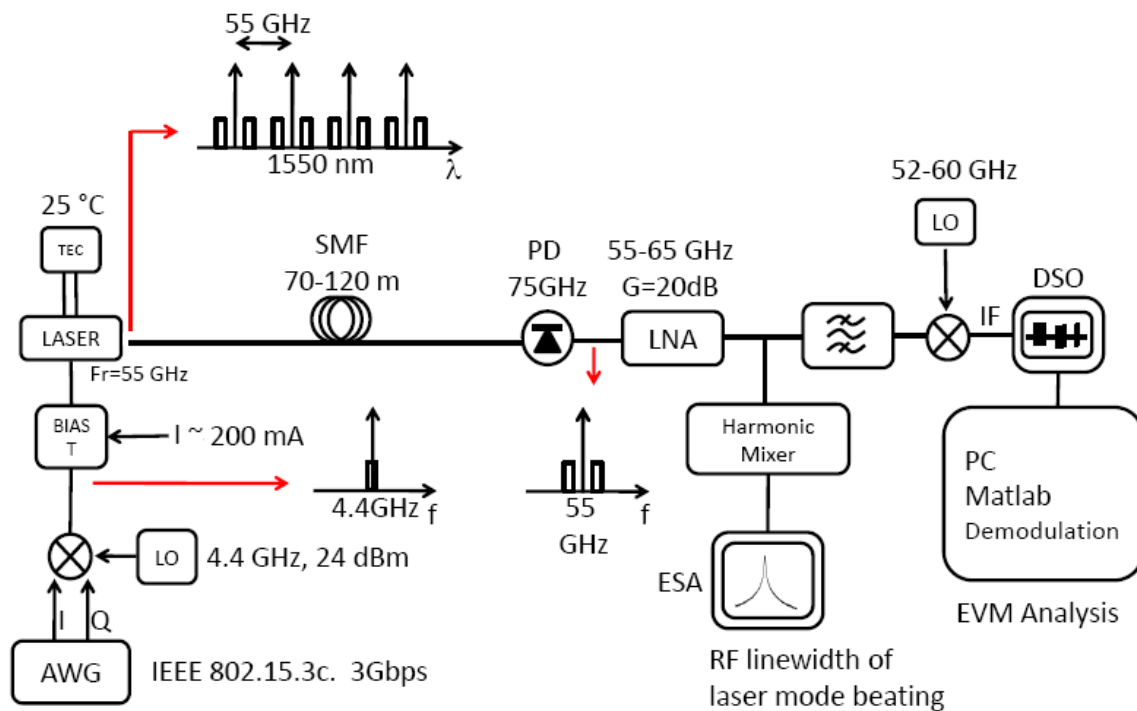 55 GHz
1550 nm
λ
25 °C
TEC
LASER
Fr=55 GHz
SMF
70-120 m
PD
75GHz
55-65 GHz
G=20dB
LNA
52-60 GHz
LO
IF
DSO
BIAS
T
I ~ 200 mA
4.4GHz
f
55
f
GHz
Harmonic
Mixer
PC
Matlab
Demodulation
LO
4.4 GHz, 24 dBm
ESA
EVM Analysis
I
Q
AWG
IEEE 802.15.3c. 3Gbps
RF linewidth of
laser mode beating